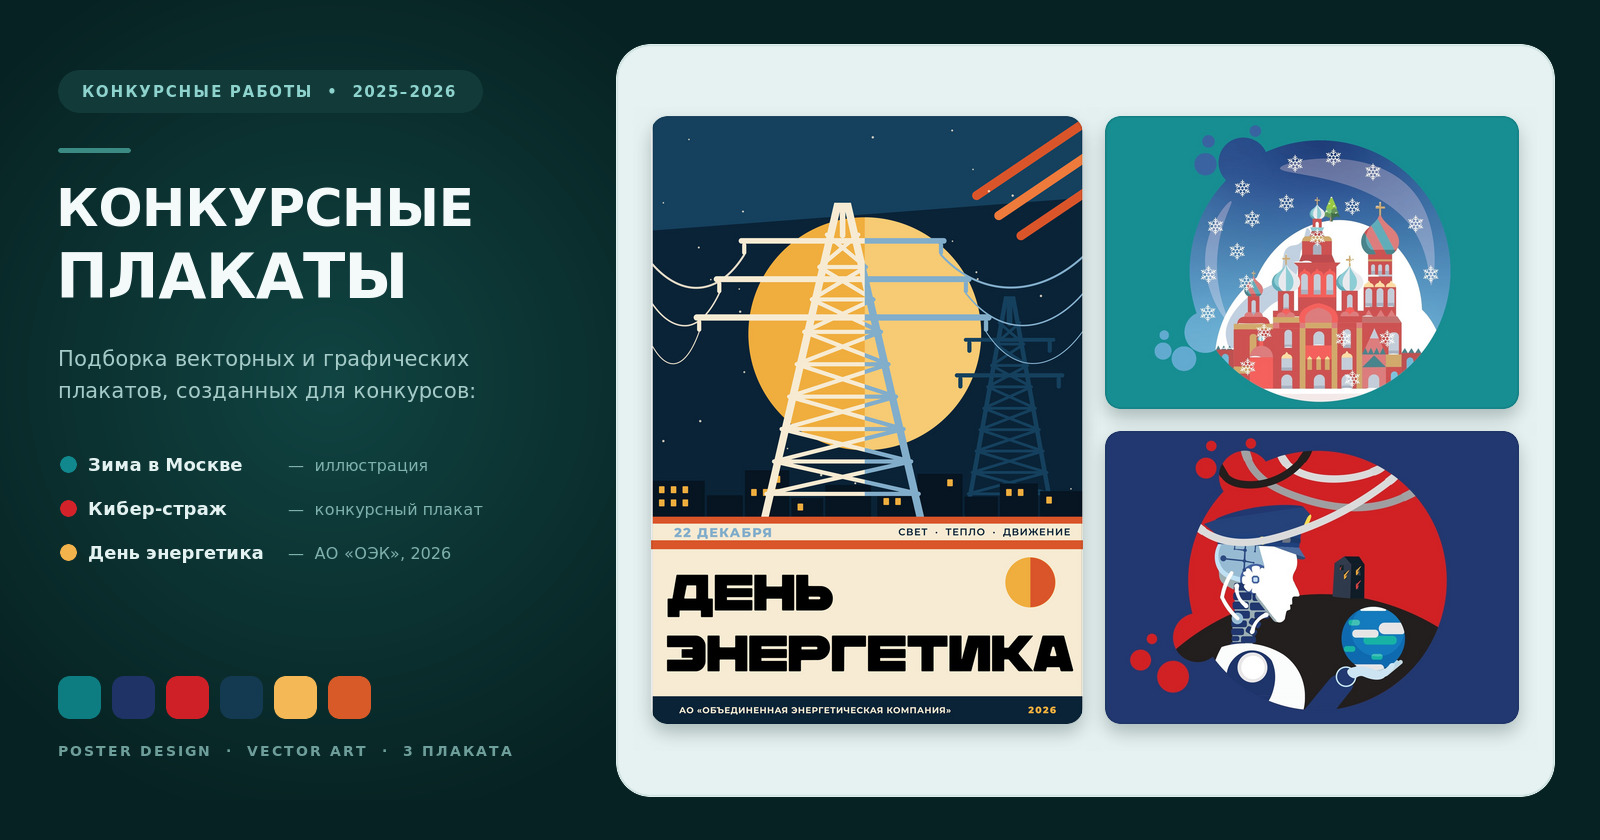 КОНКУРСНЫЕ РАБОТЫ • 2025–2026
КОНКУРСНЫЕ
ПЛАКАТЫ
Подборка векторных и графических
плакатов, созданных для конкурсов:
Зима в Москве — иллюстрация
Кибер-страж — конкурсный плакат
День энергетика — АО «ОЭК», 2026
POSTER DESIGN · VECTOR ART · 3 ПЛАКАТА
22 ДЕКАБРЯ
СВЕТ · ТЕПЛО · ДВИЖЕНИЕ
ДЕНЬ
ЭНЕРГЕТИКА
АО «ОБЪЕДИНЕННАЯ ЭНЕРГЕТИЧЕСКАЯ КОМПАНИЯ»
2026